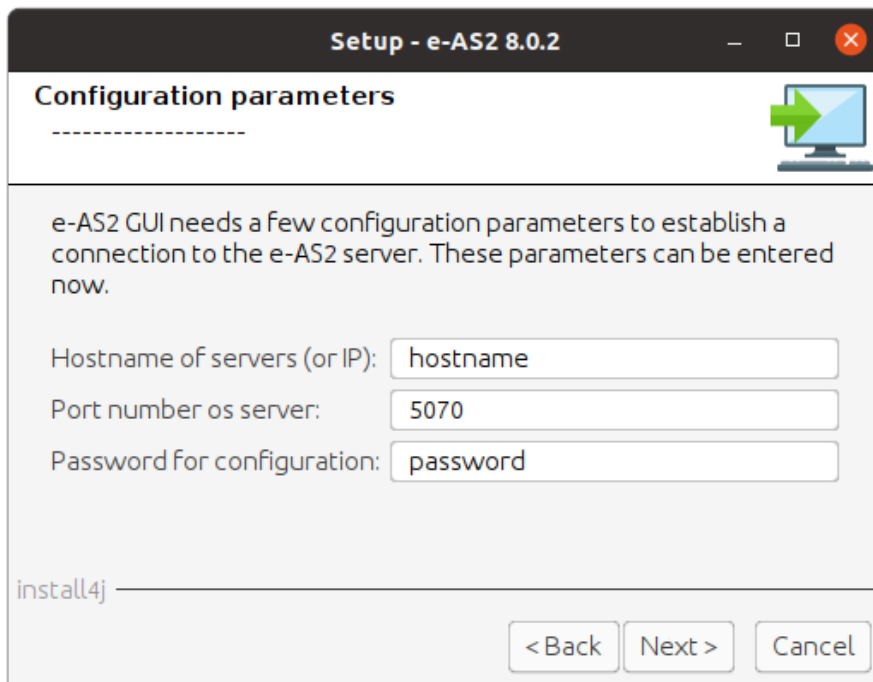 Setup - e-AS2 8.0.2
Configuration parameters
-------------------
e-AS2 GUI needs a few configuration parameters to establish a
connection to the e-AS2 server. These parameters can be entered
now.
Hostname of servers (or IP): hostname
Port number os server: 5070
Password for configuration: password
install4j
< Back Next > Cancel